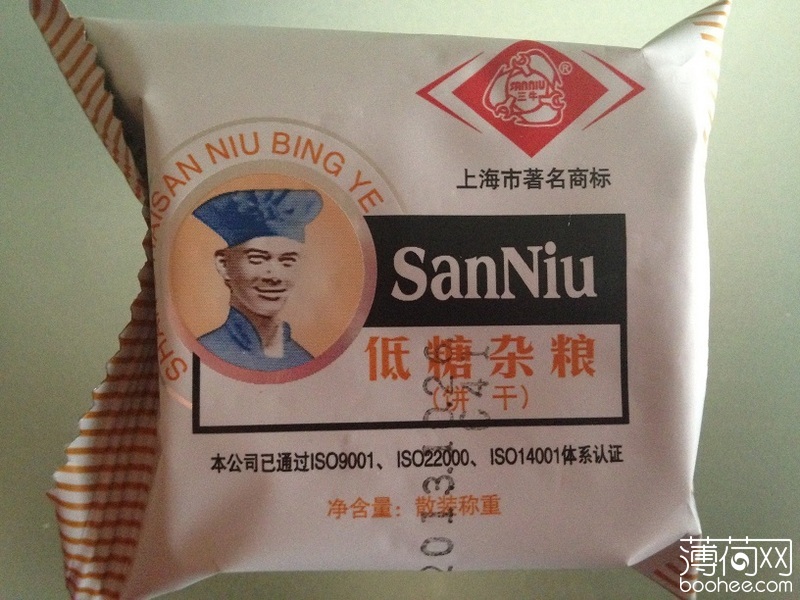 SANNIU
三牛
®
上海市著名商标
SAN NIU BING YE
SanNiu
低糖杂粮
(饼干)
本公司已通过ISO9001、ISO22000、ISO14001体系认证
净含量：散装称重
薄荷网
boohee.com